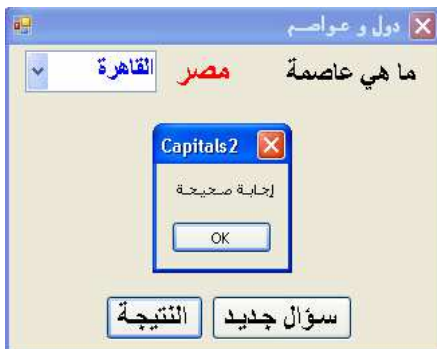 دول و عواصم
ما هي عاصمة مصر القاهرة
Capitals2
إجابة صحيحة
OK
سؤال جديد النتيجة